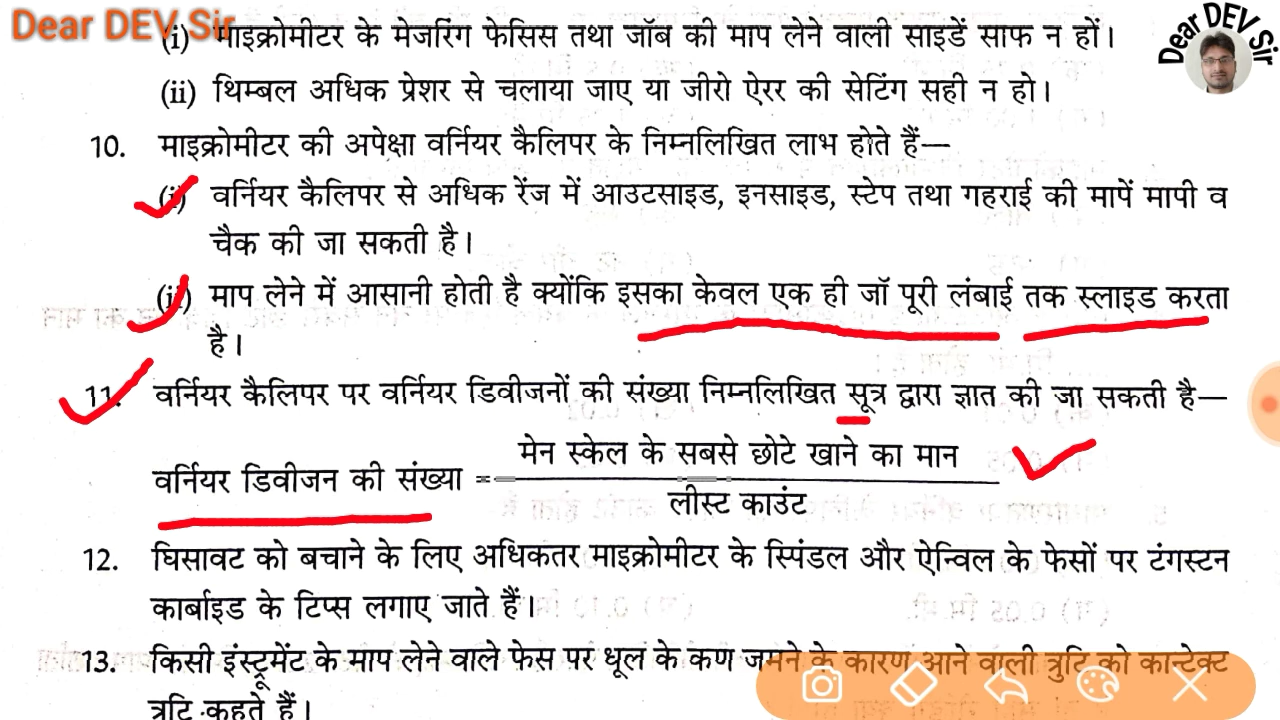 Dear DEV Sir
Dear DEV Sir
(i) माइक्रोमीटर के मेजरिंग फेसिस तथा जॉब की माप लेने वाली साइडें साफ न हों।
(ii) थिम्बल अधिक प्रेशर से चलाया जाए या जीरो ऐरर की सेटिंग सही न हो।
10. माइक्रोमीटर की अपेक्षा वर्नियर कैलिपर के निम्नलिखित लाभ होते हैं—
(i) वर्नियर कैलिपर से अधिक रेंज में आउटसाइड, इनसाइड, स्टेप तथा गहराई की मापें मापी व
चैक की जा सकती है।
(ii) माप लेने में आसानी होती है क्योंकि इसका केवल एक ही जॉ पूरी लंबाई तक स्लाइड करता
है।
11. वर्नियर कैलिपर पर वर्नियर डिवीजनों की संख्या निम्नलिखित सूत्र द्वारा ज्ञात की जा सकती है—
वर्नियर डिवीजन की संख्या = मेन स्केल के सबसे छोटे खाने का मान
लीस्ट काउंट
12. घिसावट को बचाने के लिए अधिकतर माइक्रोमीटर के स्पिंडल और ऐन्विल के फेसों पर टंगस्टन
कार्बाइड के टिप्स लगाए जाते हैं।
13. किसी इंस्ट्रूमेंट के माप लेने वाले फेस पर धूल के कण जमने के कारण आने वाली त्रुटि को कान्टेक्ट
त्रुटि कहते हैं।